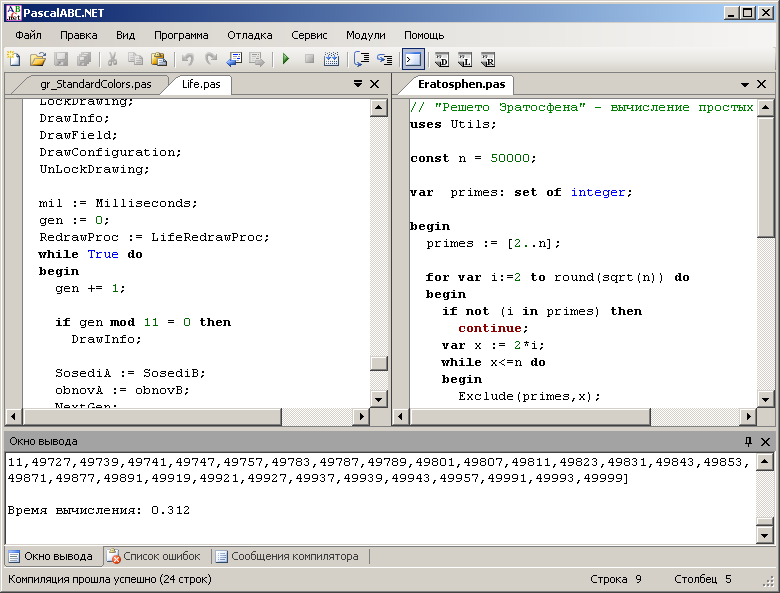 PascalABC.NET
Файл Правка Вид Программа Отладка Сервис Модули Помощь
gr_StandardColors.pas Life.pas
LockDrawing;
DrawInfo;
DrawField;
DrawConfiguration;
UnLockDrawing;
mil := Milliseconds;
gen := 0;
RedrawProc := LifeRedrawProc;
while True do
begin
gen += 1;
if gen mod 11 = 0 then
DrawInfo;
SosediA := SosediB;
obnovA := obnovB;
NextGen;
Eratosphen.pas
// "Решето Эратосфена" - вычисление простых
uses Utils;
const n = 50000;
var primes: set of integer;
begin
primes := [2..n];
for var i:=2 to round(sqrt(n)) do
begin
if not (i in primes) then
continue;
var x := 2*i;
while x<=n do
begin
Exclude(primes,x);
Окно вывода
11,49727,49739,49741,49747,49757,49783,49787,49789,49801,49807,49811,49823,49831,49843,49853,
49871,49877,49891,49919,49921,49927,49937,49939,49943,49957,49991,49993,49999]
Время вычисления: 0.312
Окно вывода Список ошибок Сообщения компилятора
Компиляция прошла успешно (24 строк) Строка 9 Столбец 5